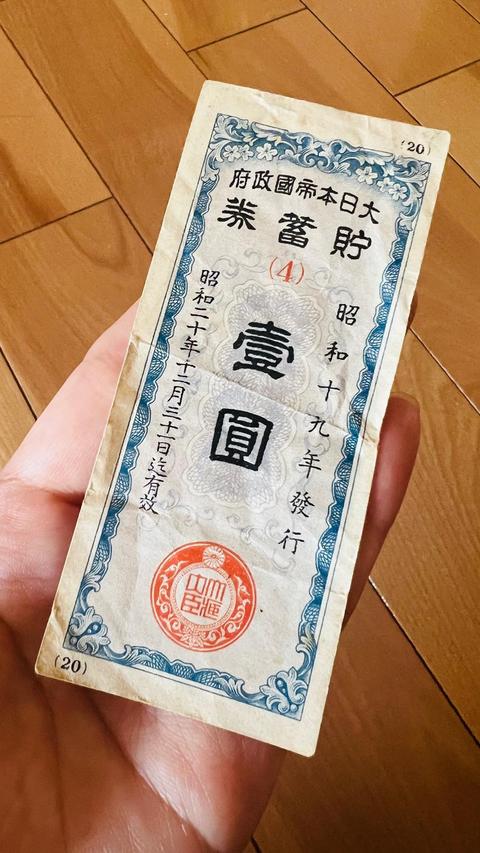 (20)
大日本帝國政府
貯蓄券
(4)
昭和十九年發行
壹圓
昭和二十年十二月三十一日迄有效
(20)